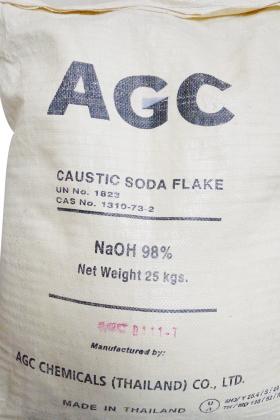 AGC
CAUSTIC SODA FLAKE
UN No. 1823
CAS No. 1310-73-2
NaOH 98%
Net Weight 25 kgs.
Manufactured by:
AGC CHEMICALS (THAILAND) CO., LTD.
MADE IN THAILAND